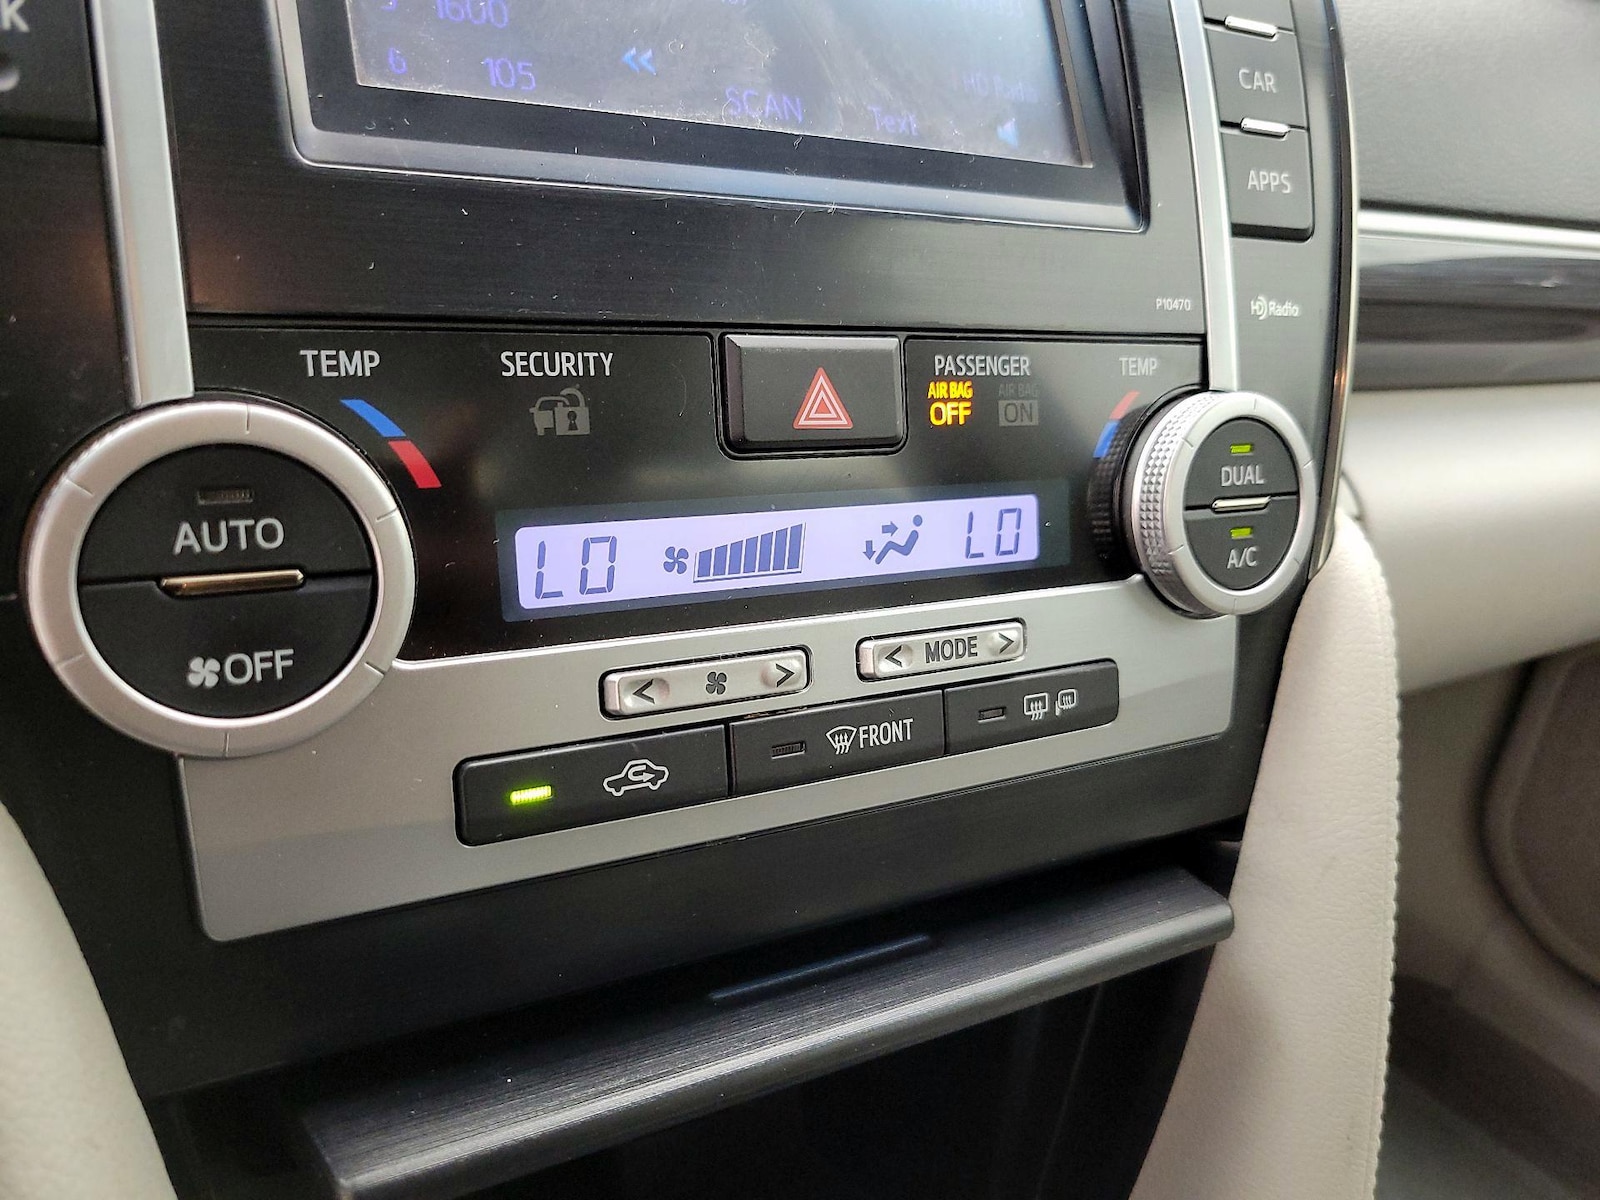 k
1600
6 105
SCAN
Text
HD Radio
CAR
APPS
P10470
HD Radio
TEMP
SECURITY
PASSENGER
AIR BAG
OFF
AIR BAG
ON
TEMP
AUTO
OFF
LO
LO
DUAL
A/C
< >
< MODE >
FRONT